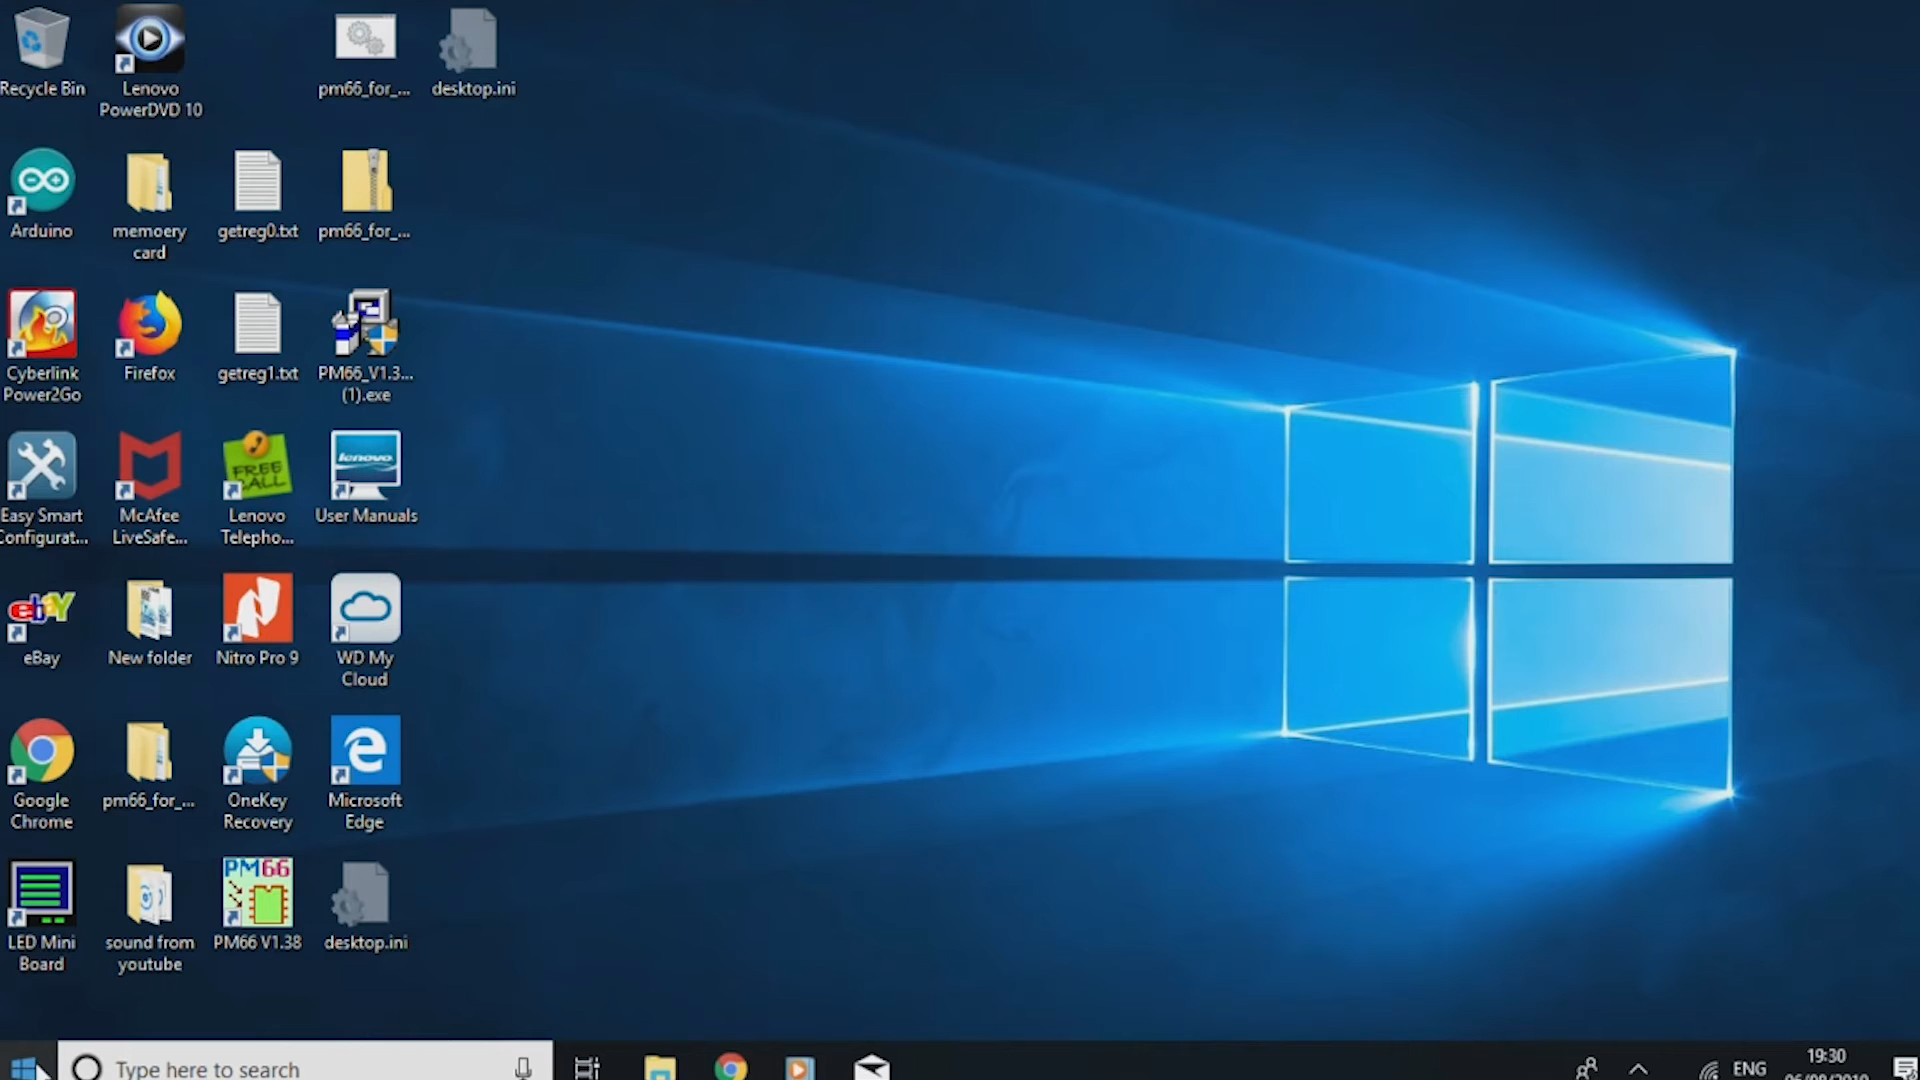 Recycle Bin
Lenovo
PowerDVD 10
pm66_for_...
desktop.ini
Arduino
memoery
card
getreg0.txt
pm66_for_...
Cyberlink
Power2Go
Firefox
getreg1.txt
PM66_V1.3...
(1).exe
Easy Smart
Configurat...
McAfee
LiveSafe...
FREE
CALL
Lenovo
Telepho...
lenovo
User Manuals
ebay
eBay
New folder
Nitro Pro 9
WD My
Cloud
Google
Chrome
pm66_for_...
OneKey
Recovery
Microsoft
Edge
LED Mini
Board
sound from
youtube
PM66
PM66 V1.38
desktop.ini
Type here to search
ENG
19:30